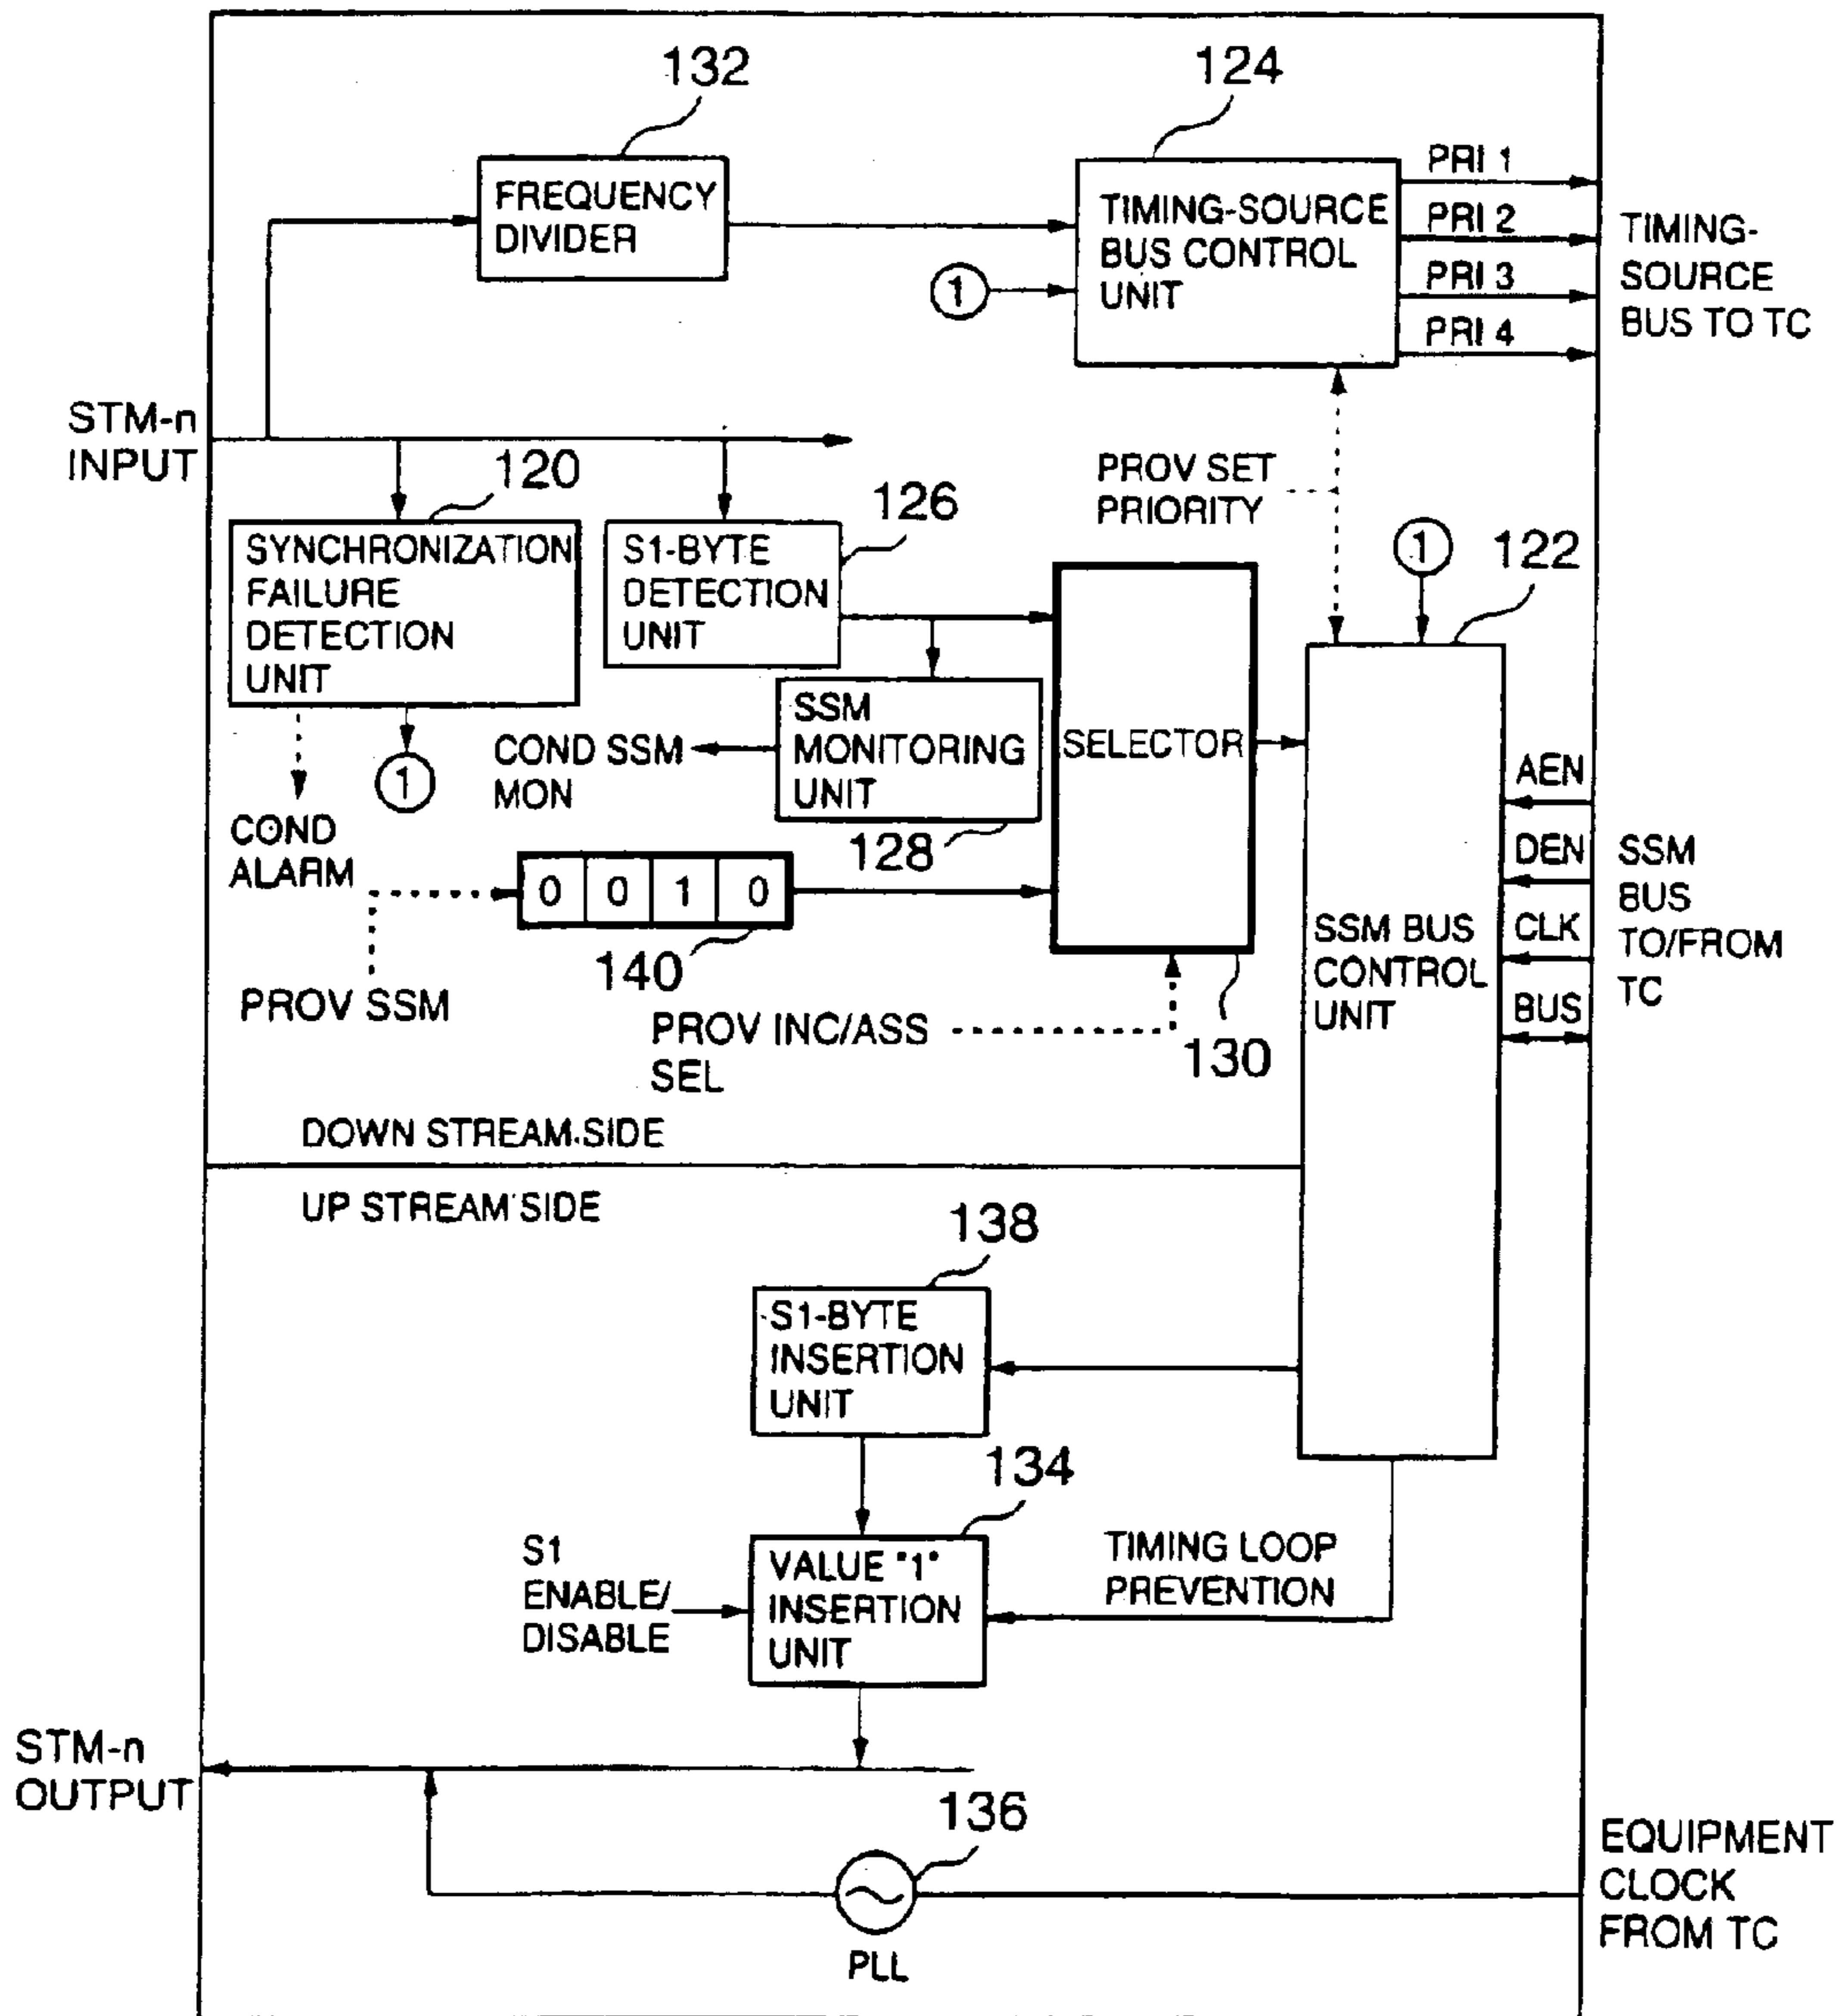 132
124
FREQUENCY
DIVIDER
TIMING-SOURCE
BUS CONTROL
UNIT
1
PRI 1
PRI 2
PRI 3
PRI 4
TIMING-
SOURCE
BUS TO TC
STM-n
INPUT
120
SYNCHRONIZATION
FAILURE
DETECTION
UNIT
126
S1-BYTE
DETECTION
UNIT
PROV SET
PRIORITY
1
122
SSM
MONITORING
UNIT
128
COND SSM
MON
1
COND
ALARM
SELECTOR
0 0 1 0
140
PROV SSM
PROV INC/ASS
SEL
130
SSM BUS
CONTROL
UNIT
AEN
DEN
CLK
BUS
SSM
BUS
TO/FROM
TC
DOWN STREAM SIDE
UP STREAM SIDE
138
S1-BYTE
INSERTION
UNIT
134
S1
ENABLE/
DISABLE
VALUE "1"
INSERTION
UNIT
TIMING LOOP
PREVENTION
STM-n
OUTPUT
136
PLL
EQUIPMENT
CLOCK
FROM TC